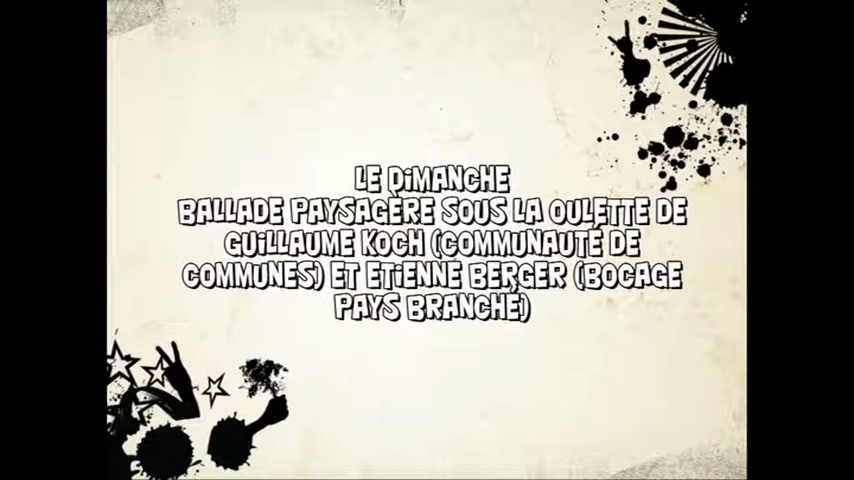 LE DIMANCHE
BALLADE PAYSAGÈRE SOUS LA OULETTE DE
GUILLAUME KOCH (COMMUNAUTÉ DE
COMMUNES) ET ETIENNE BERGER (BOCAGE
PAYS BRANCHÉ)